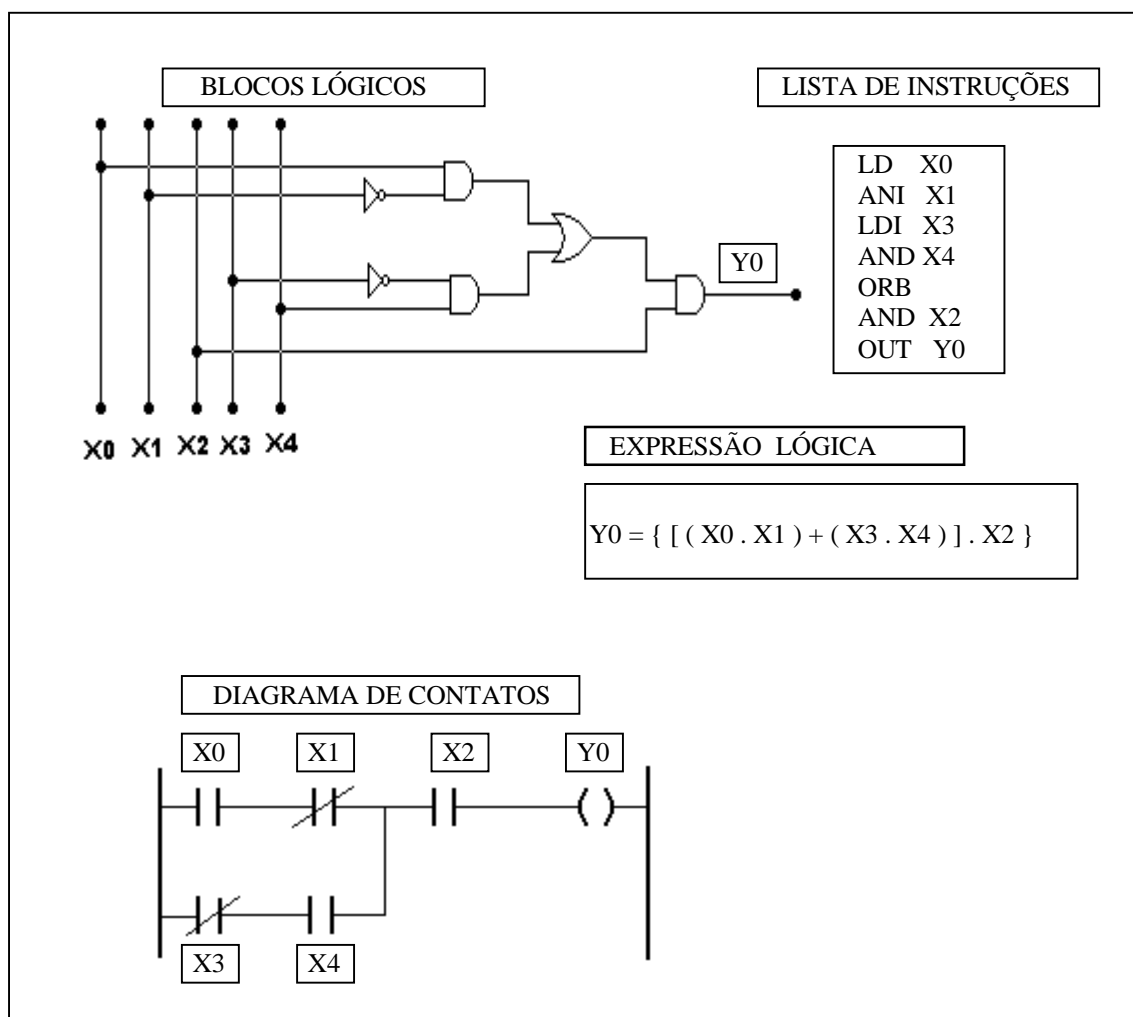 BLOCOS LÓGICOS
LISTA DE INSTRUÇÕES
LD X0
ANI X1
LDI X3
AND X4
ORB
AND X2
OUT Y0
Y0
X0 X1 X2 X3 X4
EXPRESSÃO LÓGICA
Y0 = { [ ( X0 . X1 ) + ( X3 . X4 ) ] . X2 }
DIAGRAMA DE CONTATOS
X0 X1 X2 Y0
X3 X4